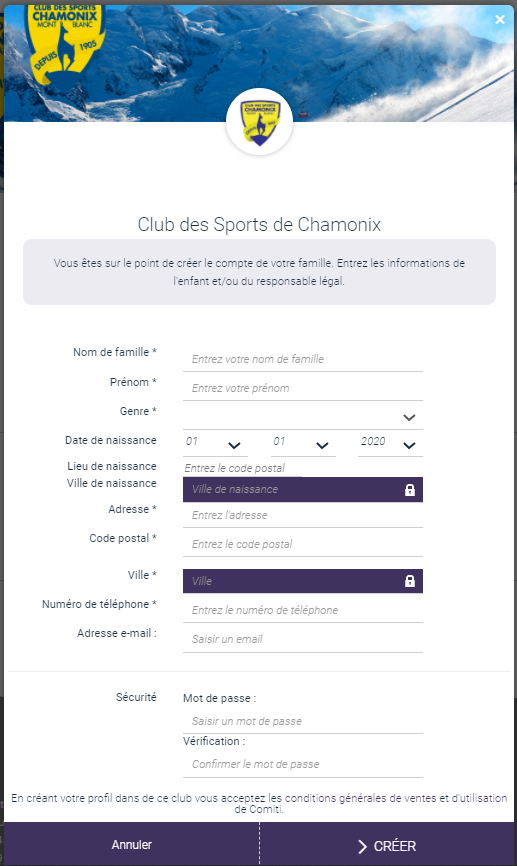 CLUB DES SPORTS
CHAMONIX
MONT BLANC
DEPUIS 1905
CLUB DES SPORTS
CHAMONIX
Club des Sports de Chamonix
Vous êtes sur le point de créer le compte de votre famille. Entrez les informations de
l'enfant et/ou du responsable légal.
Nom de famille * Entrez votre nom de famille
Prénom * Entrez votre prénom
Genre *
Date de naissance 01 01 2020
Lieu de naissance Entrez le code postal
Ville de naissance Ville de naissance
Adresse * Entrez l'adresse
Code postal * Entrez le code postal
Ville * Ville
Numéro de téléphone * Entrez le numéro de téléphone
Adresse e-mail : Saisir un email
Sécurité Mot de passe :
Saisir un mot de passe
Vérification :
Confirmer le mot de passe
En créant votre profil dans de ce club vous acceptez les conditions générales de ventes et d'utilisation
de Comiti.
Annuler CRÉER